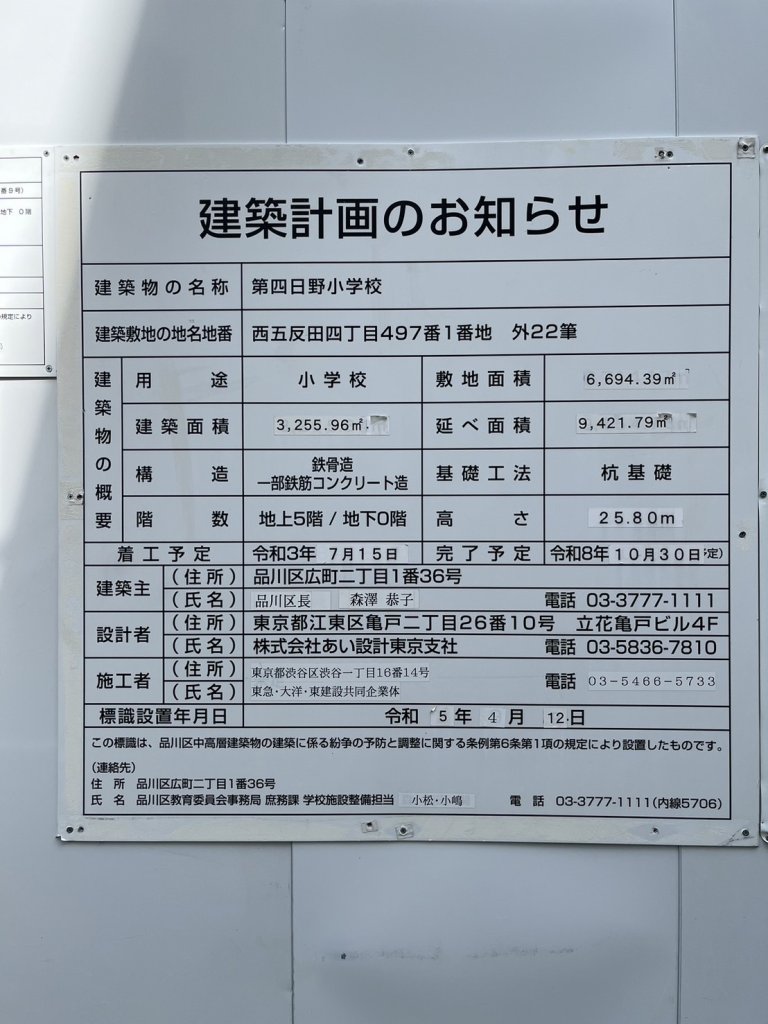 番9号)
地下 0階
規定により
建築計画のお知らせ
建築物の名称 第四日野小学校
建築敷地の地名地番 西五反田四丁目497番1番地 外22筆
建築物の概要
用途 小学校 敷地面積 6,694.39㎡
建築面積 3,255.96㎡ 延べ面積 9,421.79㎡
構造 鉄骨造
一部鉄筋コンクリート造 基礎工法 杭基礎
階数 地上5階 / 地下0階 高さ 25.80m
着工予定 令和3年 7月15日 完了予定 令和8年10月30日
建築主 (住所) 品川区広町二丁目1番36号
(氏名) 品川区長 森澤 恭子 電話 03-3777-1111
設計者 (住所) 東京都江東区亀戸二丁目26番10号 立花亀戸ビル4F
(氏名) 株式会社あい設計東京支社 電話 03-5836-7810
施工者 (住所) 東京都渋谷区渋谷一丁目16番14号
(氏名) 東急・大洋・東建設共同企業体 電話 03-5466-5733
標識設置年月日 令和 5年 4月 12日
この標識は、品川区中高層建築物の建築に係る紛争の予防と調整に関する条例第6条第1項の規定により設置したものです。
(連絡先)
住 所 品川区広町二丁目1番36号
氏 名 品川区教育委員会事務局 庶務課 学校施設整備担当 小松・小嶋 電 話 03-3777-1111(内線5706)